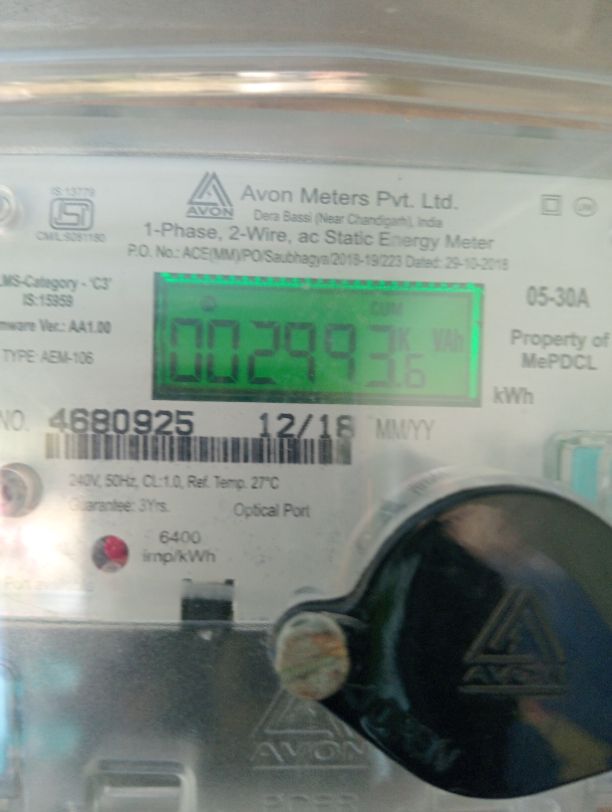 IS:13779
ISI
CM/L 5081180
AVON
Avon Meters Pvt. Ltd.
Dera Bassi (Near Chandigarh), India
1-Phase, 2-Wire, ac Static Energy Meter
P.O. No.: ACE(MM)/PO/Saubhagya/2018-19/223 Dated: 29-10-2018
LMS-Category - 'C3'
IS:15959
mware Ver.: AA1.00
TYPE: AEM-106
CUM
002993.6
K VAh
05-30A
Property of
MePDCL
kWh
NO. 4680925 12/18 MM/YY
240V, 50Hz, CL:1.0, Ref. Temp. 27°C
Guarantee: 3Yrs. Optical Port
6400
imp/kWh
AVON
AVON